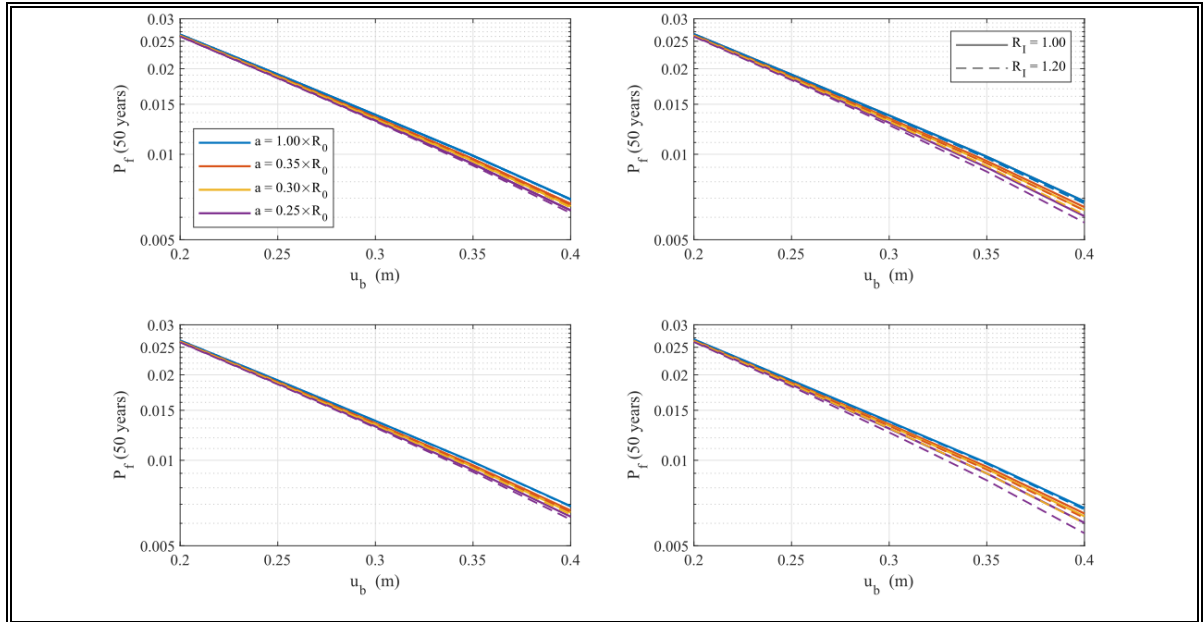 0.03
0.025
0.02
0.015
0.01
0.005
P_f (50 years)
a = 1.00×R_0
a = 0.35×R_0
a = 0.30×R_0
a = 0.25×R_0
0.2 0.25 0.3 0.35 0.4
u_b (m)
0.03
0.025
0.02
0.015
0.01
0.005
P_f (50 years)
R_I = 1.00
R_I = 1.20
0.2 0.25 0.3 0.35 0.4
u_b (m)
0.03
0.025
0.02
0.015
0.01
0.005
P_f (50 years)
0.2 0.25 0.3 0.35 0.4
u_b (m)
0.03
0.025
0.02
0.015
0.01
0.005
P_f (50 years)
0.2 0.25 0.3 0.35 0.4
u_b (m)